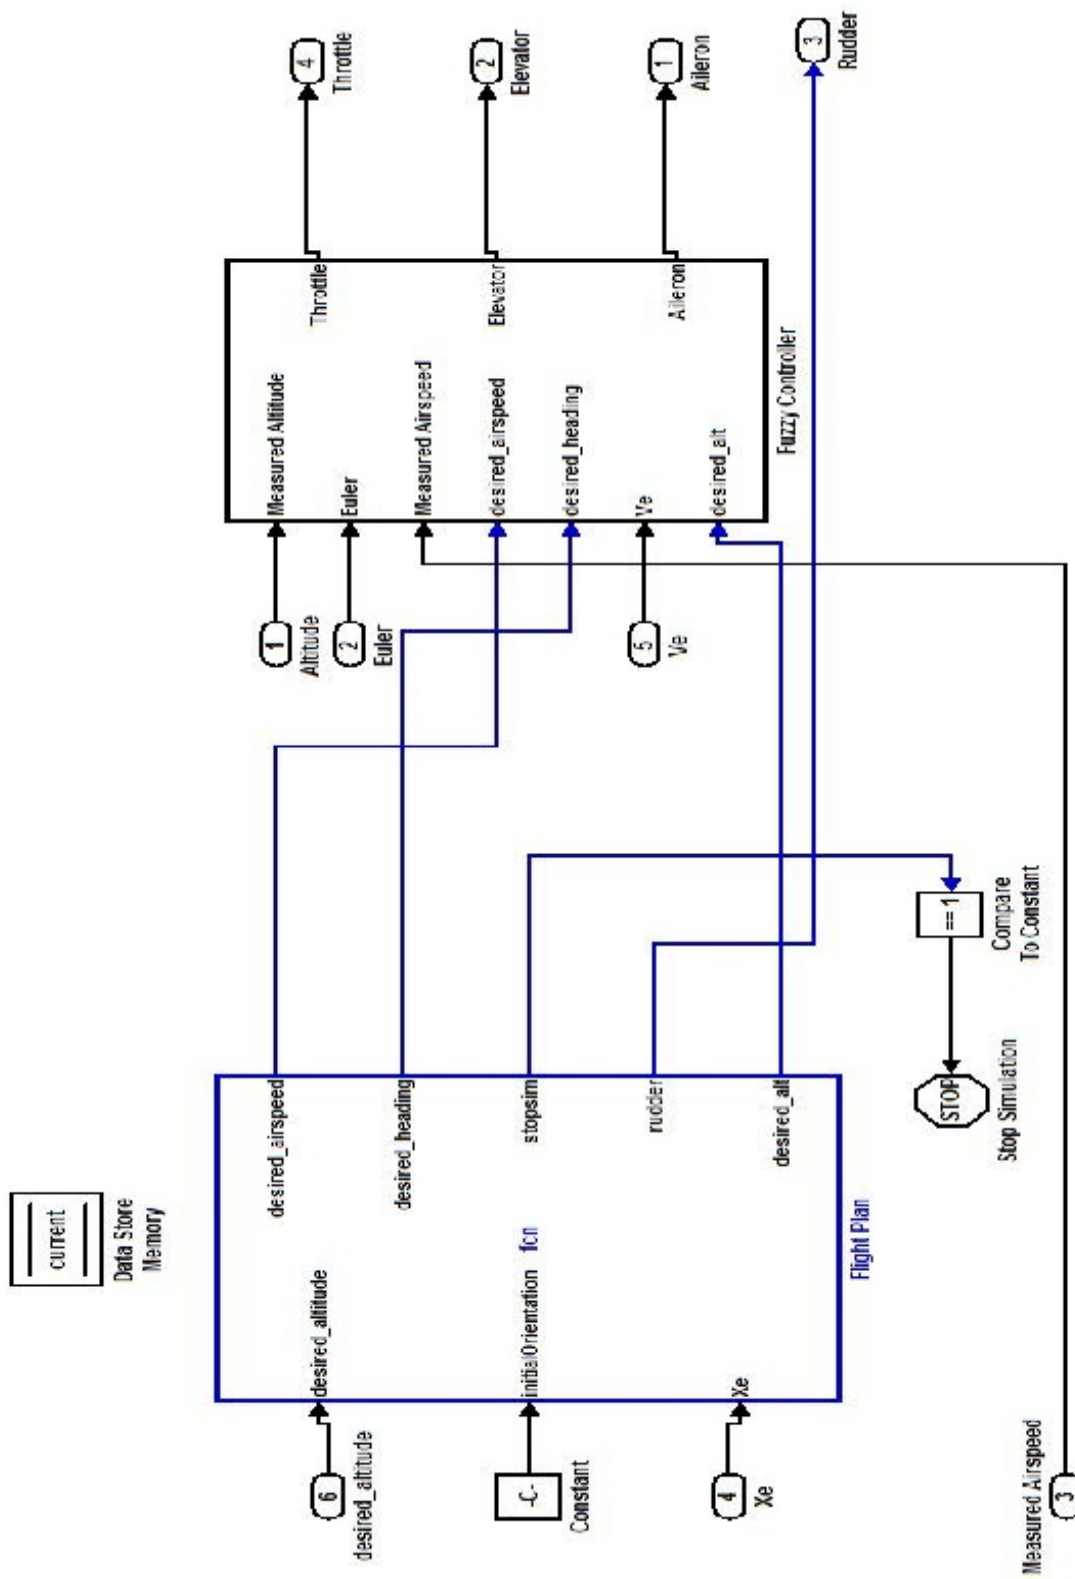 current
Data Store
Memory
6
desired_altitude
-C-
Constant
4
Xe
desired_altitude
initialOrientation
fcn
Xe
desired_airspeed
desired_heading
stopsim
rudder
desired_alt
Flight Plan
== 1
Compare
To Constant
STOP
Stop Simulation
1
Altitude
2
Euler
5
Ve
Measured Altitude
Euler
Measured Airspeed
desired_airspeed
desired_heading
Ve
desired_alt
Throttle
Elevator
Aileron
Fuzzy Controller
4
Throttle
2
Elevator
1
Aileron
3
Rudder
Measured Airspeed
3